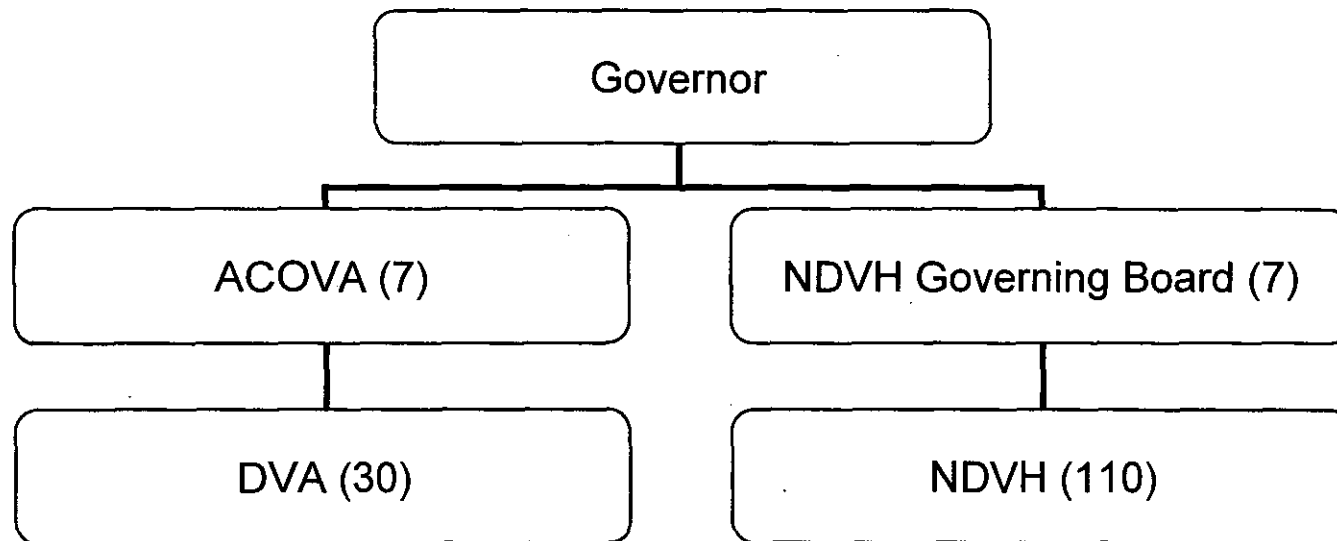 Governor
ACOVA (7)
NDVH Governing Board (7)
DVA (30)
NDVH (110)